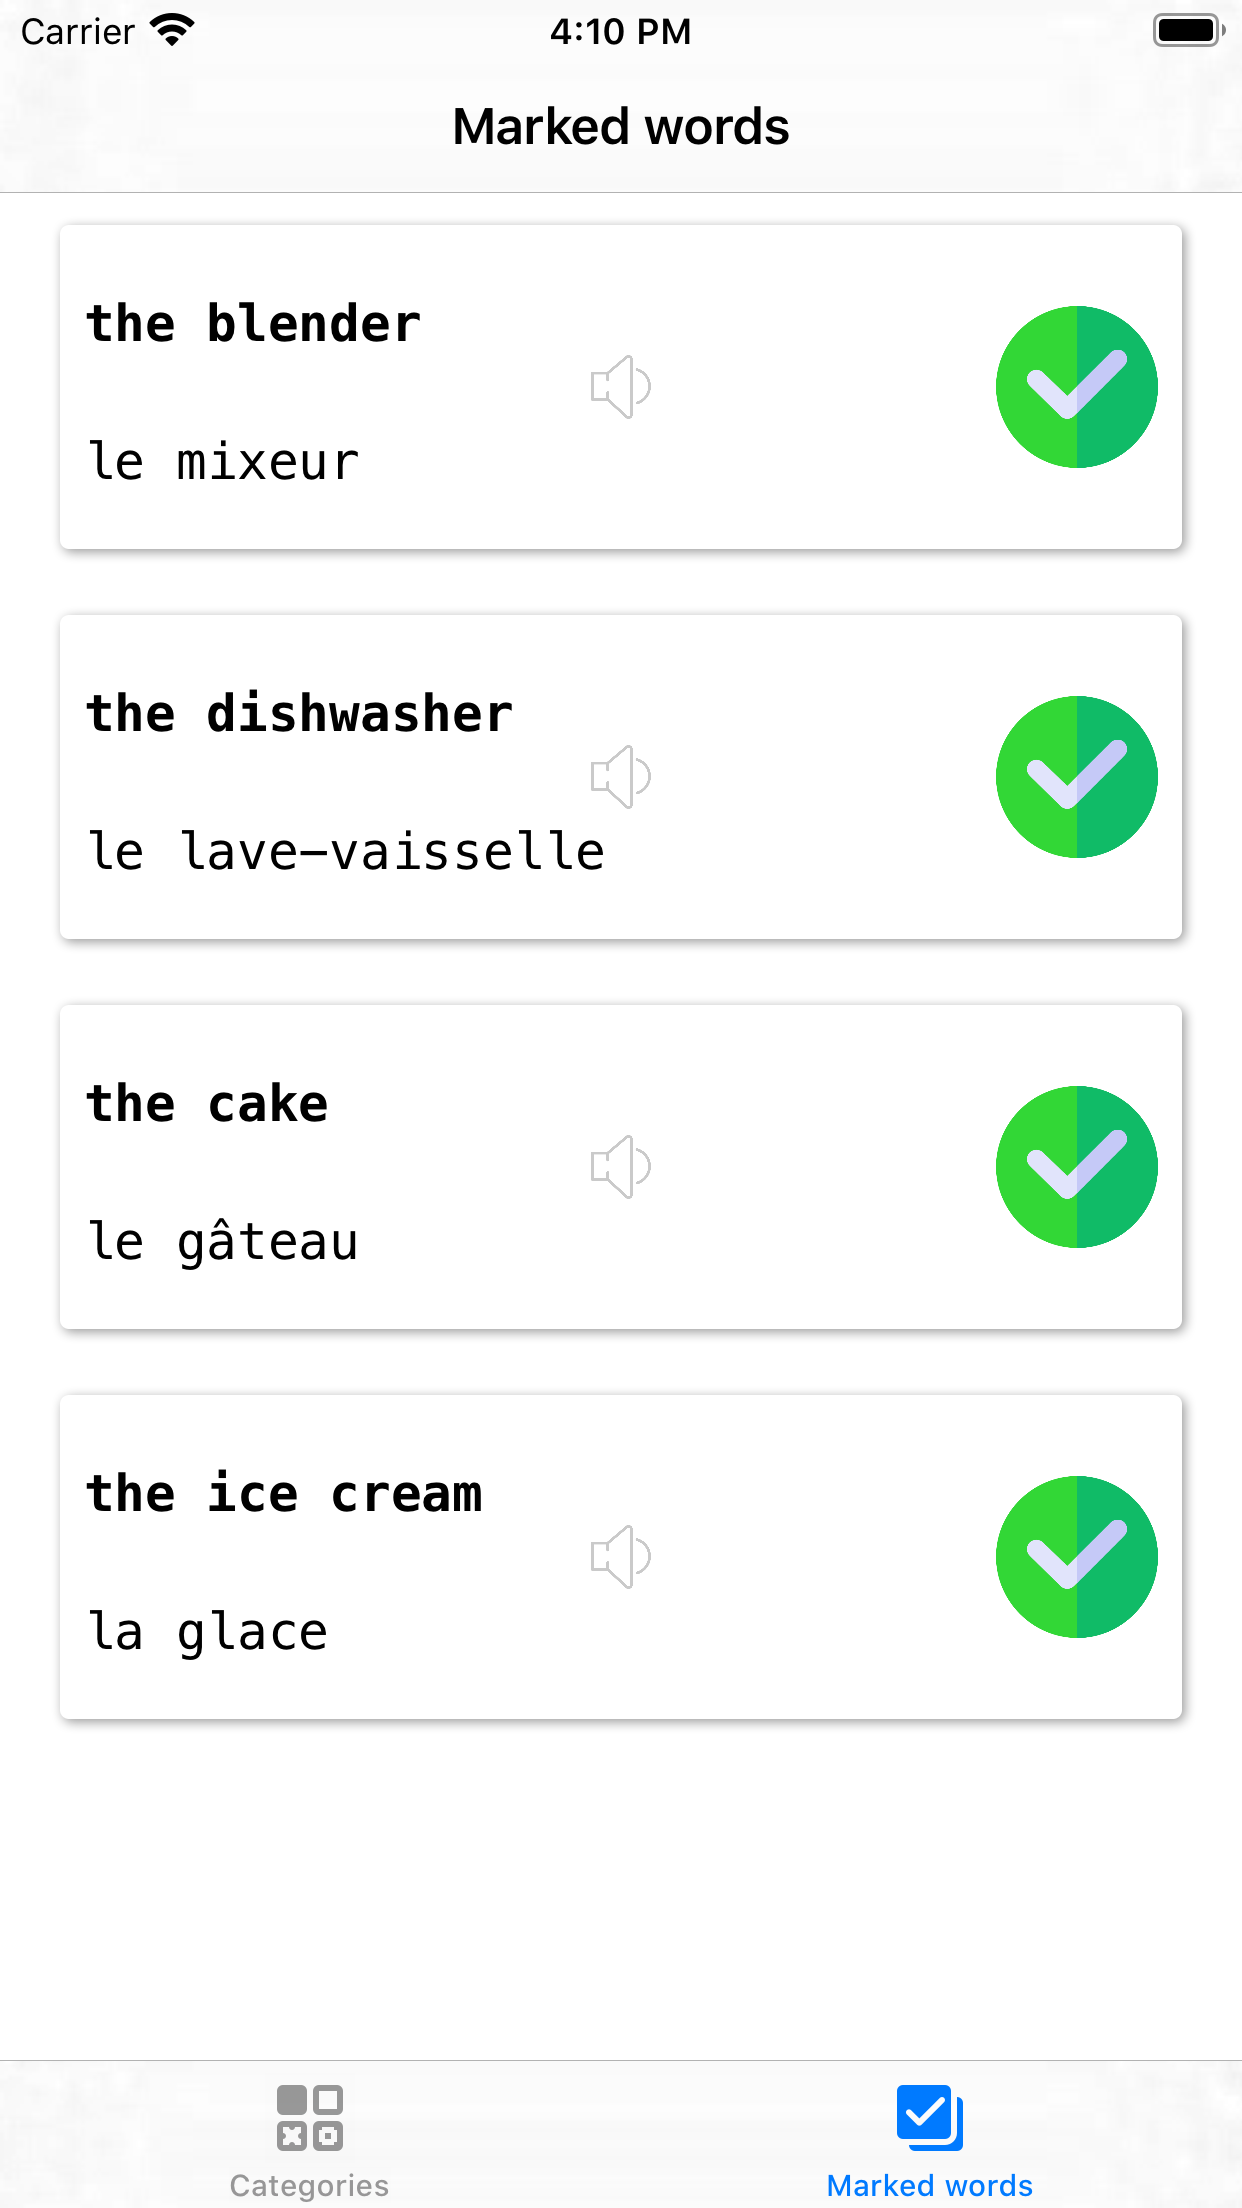 Carrier 4:10 PM
Marked words
the blender
le mixeur
the dishwasher
le lave-vaisselle
the cake
le gâteau
the ice cream
la glace
Categories Marked words